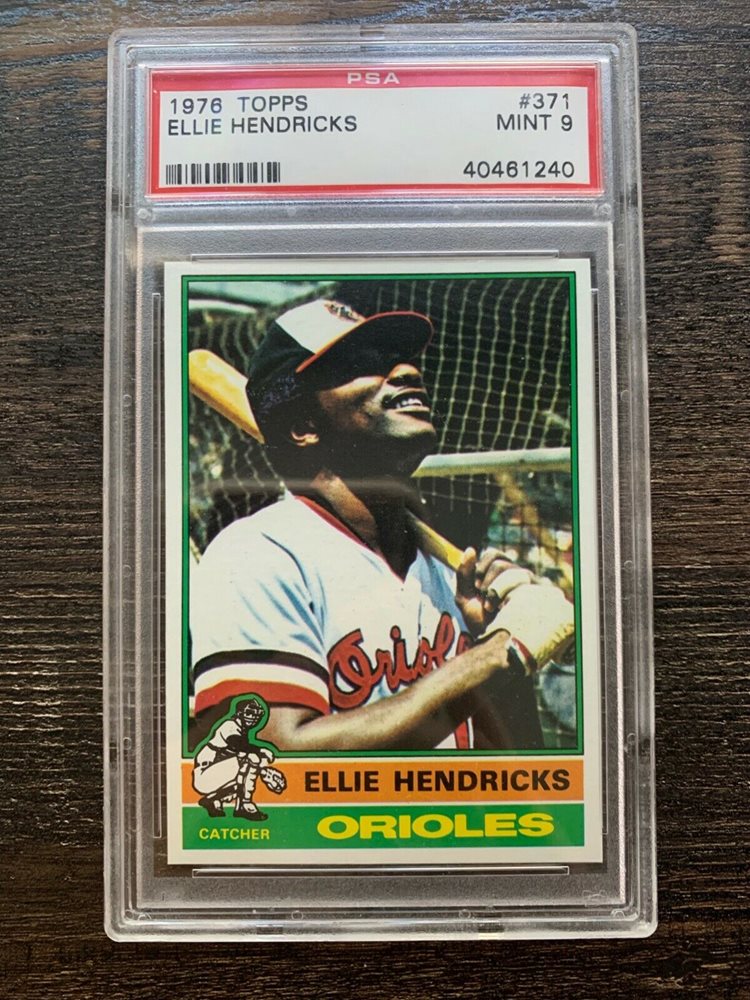 PSA
1976 TOPPS #371
ELLIE HENDRICKS MINT 9
40461240
Orioles
ELLIE HENDRICKS
CATCHER ORIOLES